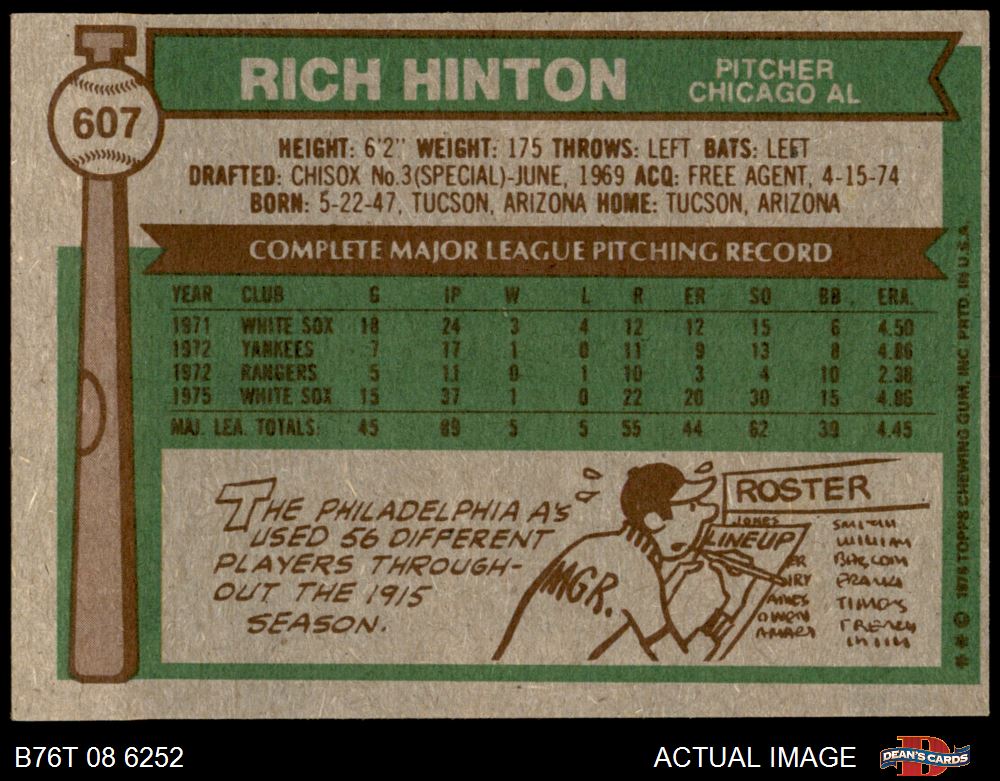 607
RICH HINTON
PITCHER
CHICAGO AL
HEIGHT: 6'2" WEIGHT: 175 THROWS: LEFT BATS: LEFT
DRAFTED: CHISOX No.3(SPECIAL)-JUNE, 1969 ACQ: FREE AGENT, 4-15-74
BORN: 5-22-47, TUCSON, ARIZONA HOME: TUCSON, ARIZONA
COMPLETE MAJOR LEAGUE PITCHING RECORD
YEAR CLUB G IP W L R ER SO BB ERA.
1971 WHITE SOX 18 24 3 4 12 12 15 6 4.50
1972 YANKEES 7 17 1 0 11 9 13 8 4.86
1972 RANGERS 5 11 0 1 10 3 4 10 2.38
1975 WHITE SOX 15 37 1 0 22 20 30 15 4.86
MAJ. LEA. TOTALS: 45 89 5 5 55 44 62 39 4.45
THE PHILADELPHIA A'S
USED 56 DIFFERENT
PLAYERS THROUGH-
OUT THE 1915
SEASON.
MGR.
ROSTER
JONES
LINEUP
SMITH
WILLIAM
FRANK
AMES
OWEN
FRENCH
** © 1976 TOPPS CHEWING GUM, INC. PRTD. IN U.S.A.
B76T 08 6252
ACTUAL IMAGE
DEAN'S CARDS